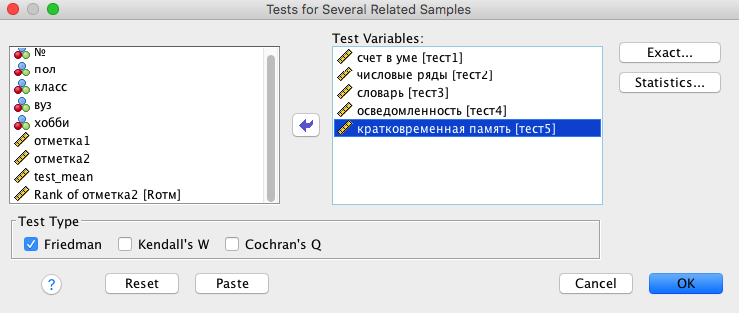 Tests for Several Related Samples
№
пол
класс
вуз
хобби
отметка1
отметка2
test_mean
Rank of отметка2 [Rотм]
Test Variables:
счет в уме [тест1]
числовые ряды [тест2]
словарь [тест3]
осведомленность [тест4]
кратковременная память [тест5]
Exact...
Statistics...
Test Type
Friedman Kendall's W Cochran's Q
? Reset Paste Cancel OK